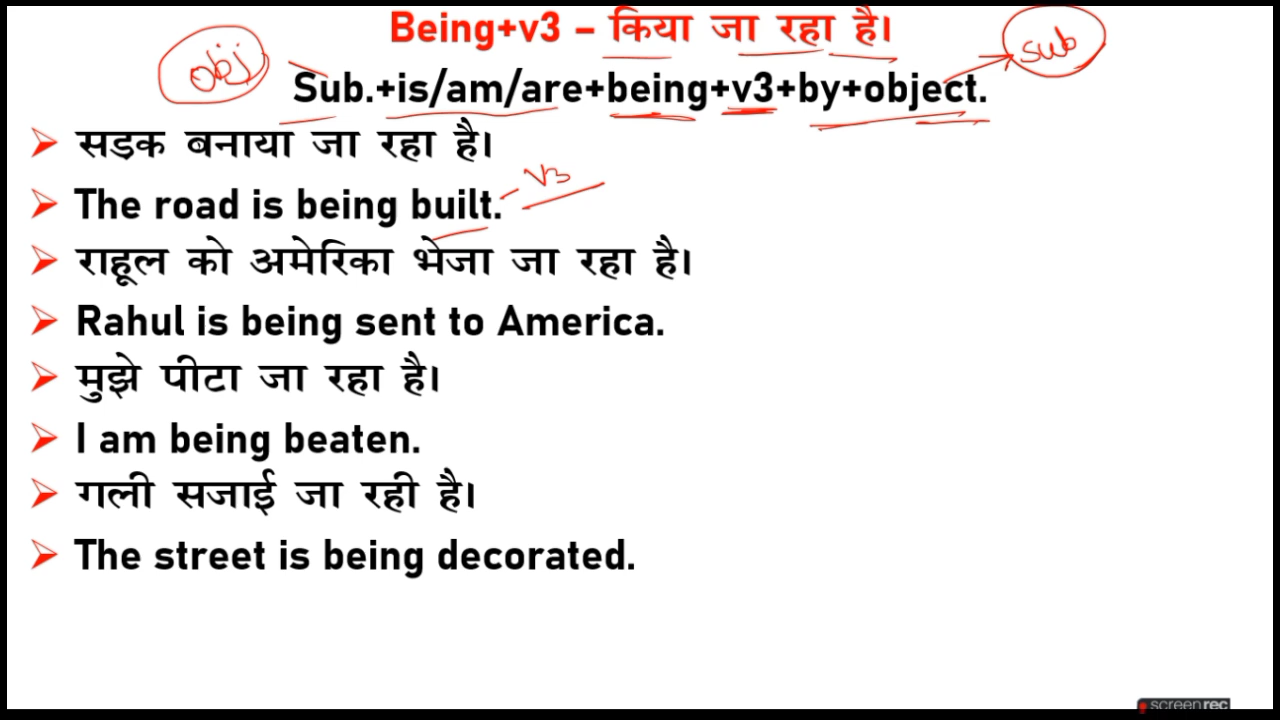 Being+v3 – किया जा रहा है।
obj
sub
Sub.+is/am/are+being+v3+by+object.
सड़क बनाया जा रहा है।
V3
The road is being built.
राहूल को अमेरिका भेजा जा रहा है।
Rahul is being sent to America.
मुझे पीटा जा रहा है।
I am being beaten.
गली सजाई जा रही है।
The street is being decorated.
screenrec